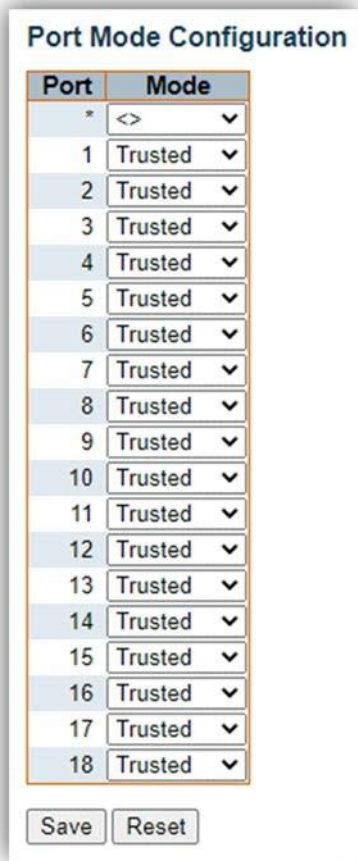 Port Mode Configuration
Port Mode
* <>
1 Trusted
2 Trusted
3 Trusted
4 Trusted
5 Trusted
6 Trusted
7 Trusted
8 Trusted
9 Trusted
10 Trusted
11 Trusted
12 Trusted
13 Trusted
14 Trusted
15 Trusted
16 Trusted
17 Trusted
18 Trusted
Save Reset